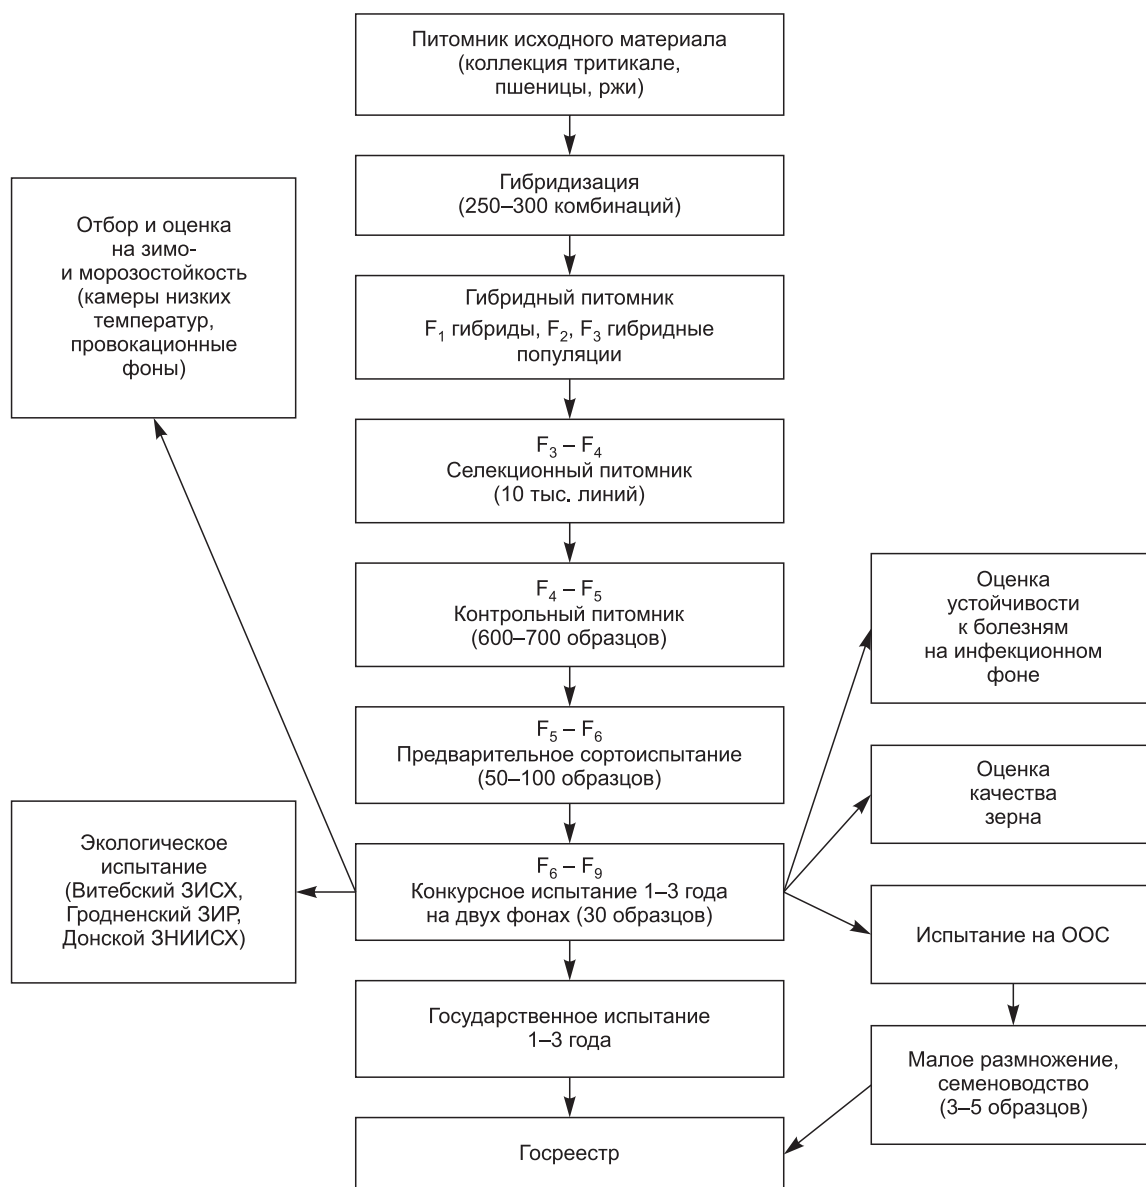 Питомник исходного материала
(коллекция тритикале,
пшеницы, ржи)
Гибридизация
(250–300 комбинаций)
Отбор и оценка
на зимо-
и морозостойкость
(камеры низких
температур,
провокационные
фоны)
Гибридный питомник
F₁ гибриды, F₂, F₃ гибридные
популяции
F₃ – F₄
Селекционный питомник
(10 тыс. линий)
F₄ – F₅
Контрольный питомник
(600–700 образцов)
Оценка
устойчивости
к болезням
на инфекционном
фоне
F₅ – F₆
Предварительное сортоиспытание
(50–100 образцов)
Оценка
качества
зерна
Экологическое
испытание
(Витебский ЗИСХ,
Гродненский ЗИР,
Донской ЗНИИСХ)
F₆ – F₉
Конкурсное испытание 1–3 года
на двух фонах (30 образцов)
Испытание на ООС
Государственное испытание
1–3 года
Малое размножение,
семеноводство
(3–5 образцов)
Госреестр